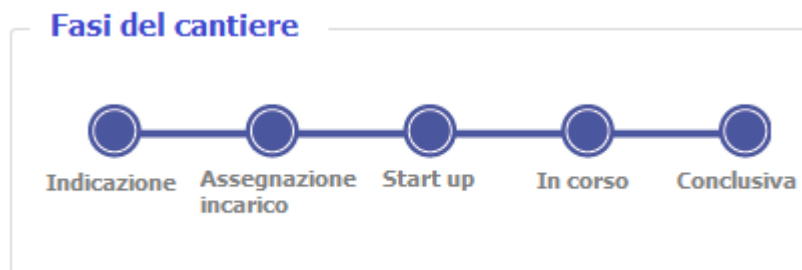 Fasi del cantiere
Indicazione
Assegnazione
incarico
Start up
In corso
Conclusiva